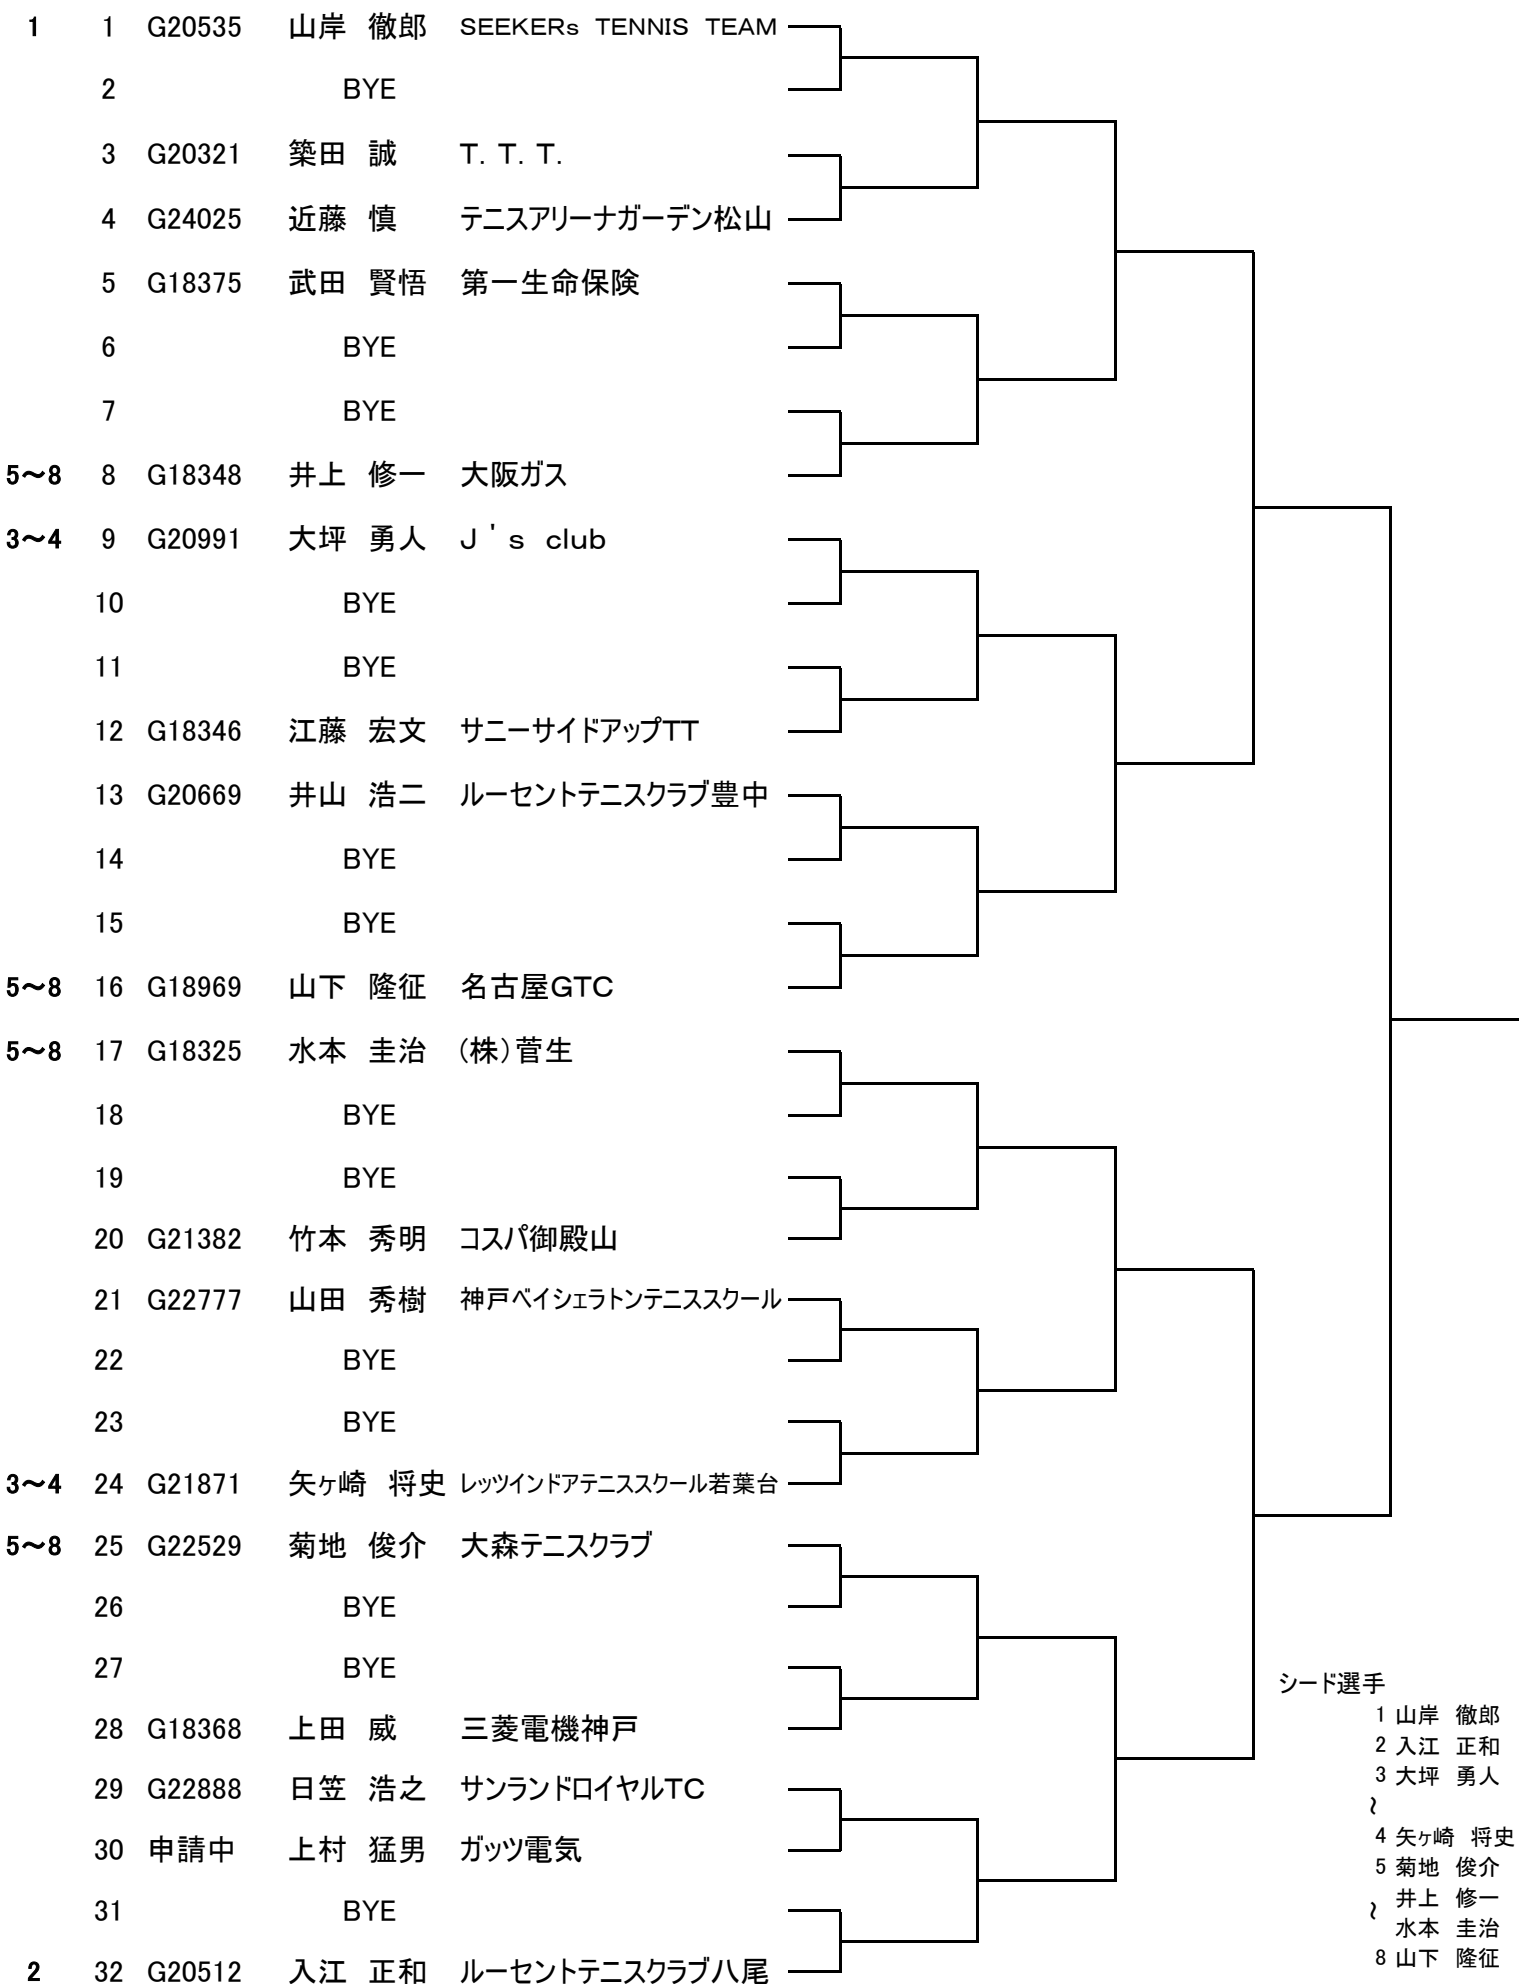 1 1 G20535 山岸 徹郎 SEEKERs TENNIS TEAM
2 BYE
3 G20321 築田 誠 T. T. T.
4 G24025 近藤 慎 テニスアリーナガーデン松山
5 G18375 武田 賢悟 第一生命保険
6 BYE
7 BYE
5～8 8 G18348 井上 修一 大阪ガス
3～4 9 G20991 大坪 勇人 J's club
10 BYE
11 BYE
12 G18346 江藤 宏文 サニーサイドアップTT
13 G20669 井山 浩二 ルーセントテニスクラブ豊中
14 BYE
15 BYE
5～8 16 G18969 山下 隆征 名古屋GTC
5～8 17 G18325 水本 圭治 (株)菅生
18 BYE
19 BYE
20 G21382 竹本 秀明 コスパ御殿山
21 G22777 山田 秀樹 神戸ベイシェラトンテニススクール
22 BYE
23 BYE
3～4 24 G21871 矢ヶ崎 将史 レッツインドアテニススクール若葉台
5～8 25 G22529 菊地 俊介 大森テニスクラブ
26 BYE
27 BYE
28 G18368 上田 威 三菱電機神戸
29 G22888 日笠 浩之 サンランドロイヤルTC
30 申請中 上村 猛男 ガッツ電気
31 BYE
2 32 G20512 入江 正和 ルーセントテニスクラブ八尾
シード選手
1 山岸 徹郎
2 入江 正和
3 大坪 勇人
～
4 矢ヶ崎 将史
5 菊地 俊介
井上 修一
～
水本 圭治
8 山下 隆征